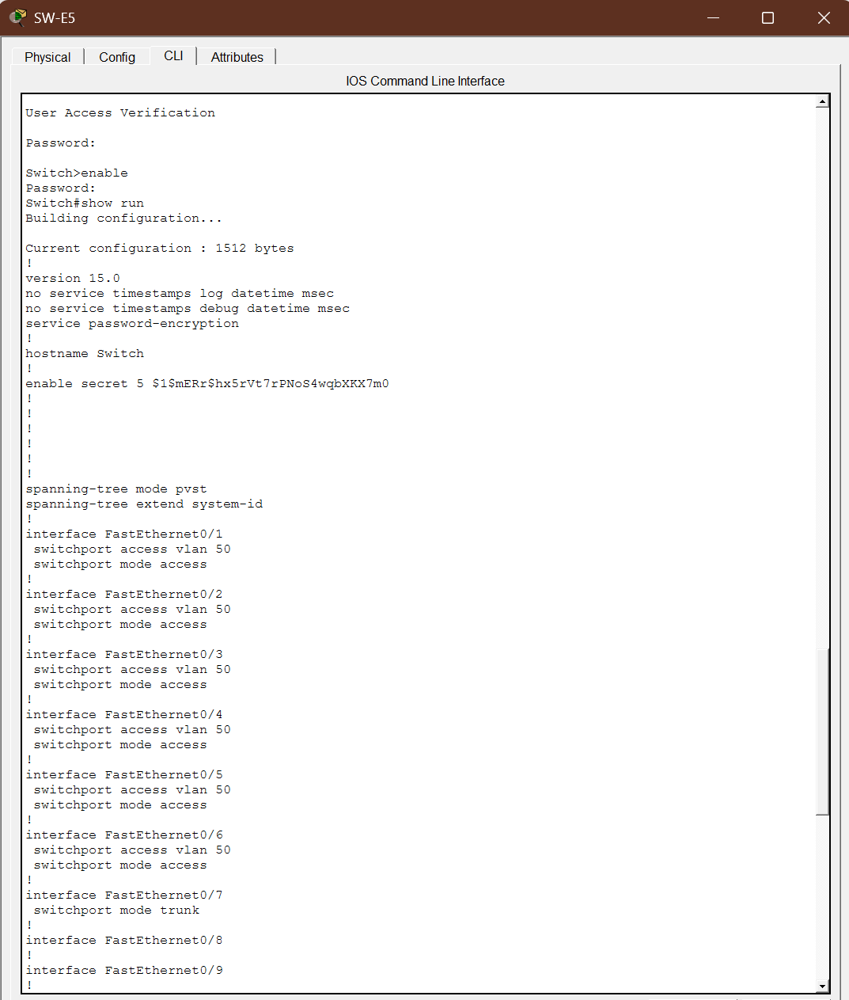 SW-E5
Physical Config CLI Attributes
IOS Command Line Interface
User Access Verification
Password:
Switch>enable
Password:
Switch#show run
Building configuration...
Current configuration : 1512 bytes
!
version 15.0
no service timestamps log datetime msec
no service timestamps debug datetime msec
service password-encryption
!
hostname Switch
!
enable secret 5 $1$mERr$hx5rVt7rPNoS4wqbXKX7m0
!
!
!
!
!
!
spanning-tree mode pvst
spanning-tree extend system-id
!
interface FastEthernet0/1
 switchport access vlan 50
 switchport mode access
!
interface FastEthernet0/2
 switchport access vlan 50
 switchport mode access
!
interface FastEthernet0/3
 switchport access vlan 50
 switchport mode access
!
interface FastEthernet0/4
 switchport access vlan 50
 switchport mode access
!
interface FastEthernet0/5
 switchport access vlan 50
 switchport mode access
!
interface FastEthernet0/6
 switchport access vlan 50
 switchport mode access
!
interface FastEthernet0/7
 switchport mode trunk
!
interface FastEthernet0/8
!
interface FastEthernet0/9
!